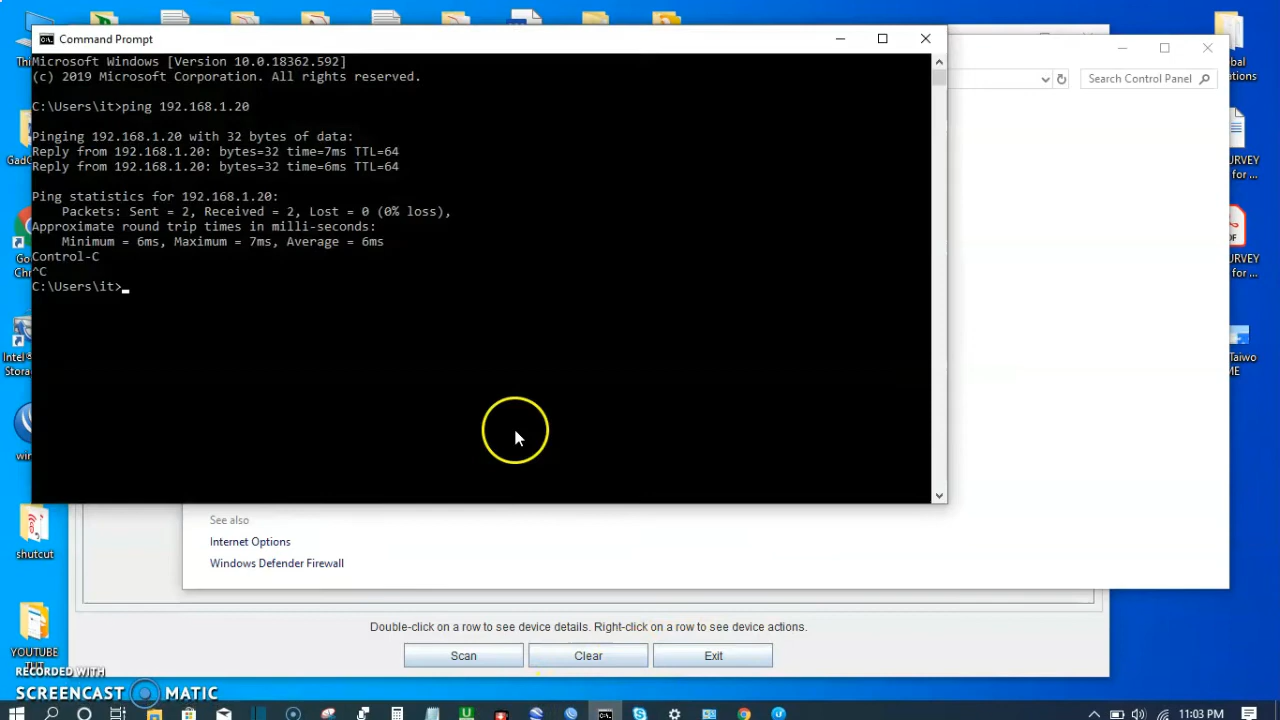 Command Prompt
Microsoft Windows [Version 10.0.18362.592]
(c) 2019 Microsoft Corporation. All rights reserved.
C:\Users\it>ping 192.168.1.20
Pinging 192.168.1.20 with 32 bytes of data:
Reply from 192.168.1.20: bytes=32 time=7ms TTL=64
Reply from 192.168.1.20: bytes=32 time=6ms TTL=64
Ping statistics for 192.168.1.20:
Packets: Sent = 2, Received = 2, Lost = 0 (0% loss),
Approximate round trip times in milli-seconds:
Minimum = 6ms, Maximum = 7ms, Average = 6ms
Control-C
^C
C:\Users\it>
Search Control Panel
See also
Internet Options
Windows Defender Firewall
Double-click on a row to see device details. Right-click on a row to see device actions.
Scan
Clear
Exit
Thi
GadC
Go
Chr
Intel
Stora
win
shutcut
YOUTUBE
TUT
obal
ations
SURVEY
for ...
SURVEY
for ...
Taiwo
ME
RECORDED WITH
SCREENCAST MATIC
11:03 PM